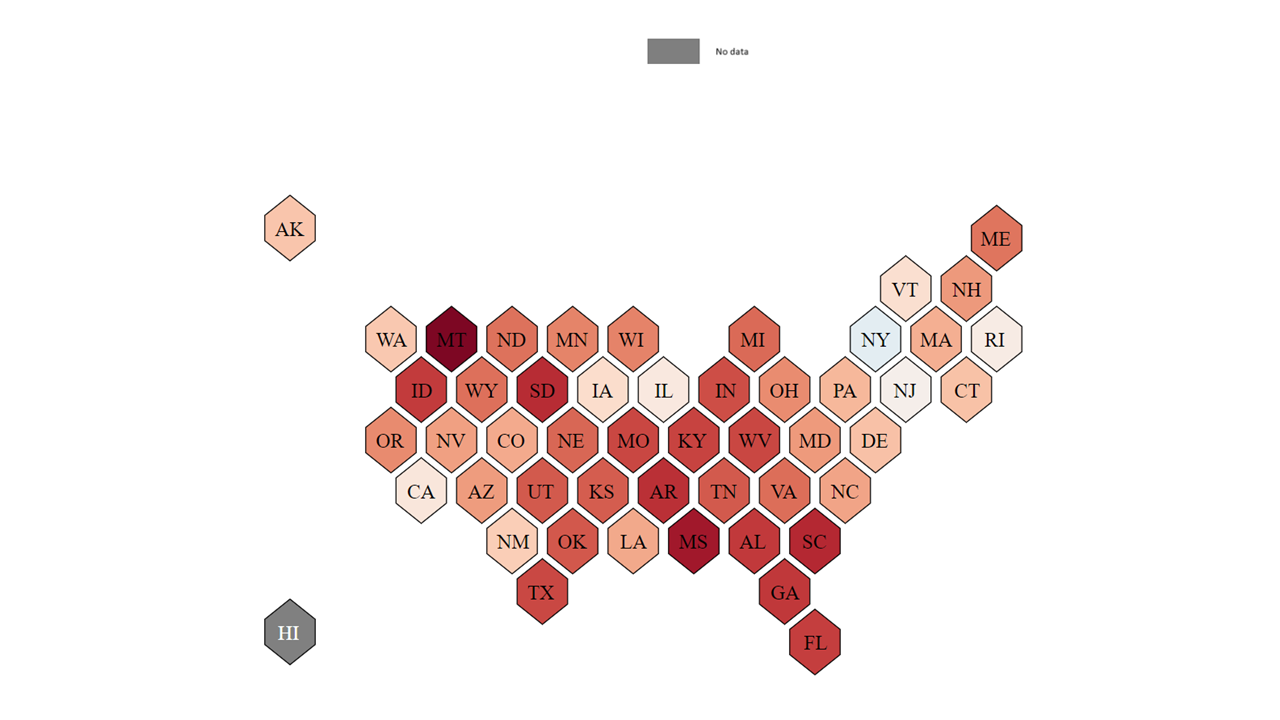 No data
AK
ME
VT NH
WA MT ND MN WI MI NY MA RI
ID WY SD IA IL IN OH PA NJ CT
OR NV CO NE MO KY WV MD DE
CA AZ UT KS AR TN VA NC
NM OK LA MS AL SC
TX GA
HI
FL